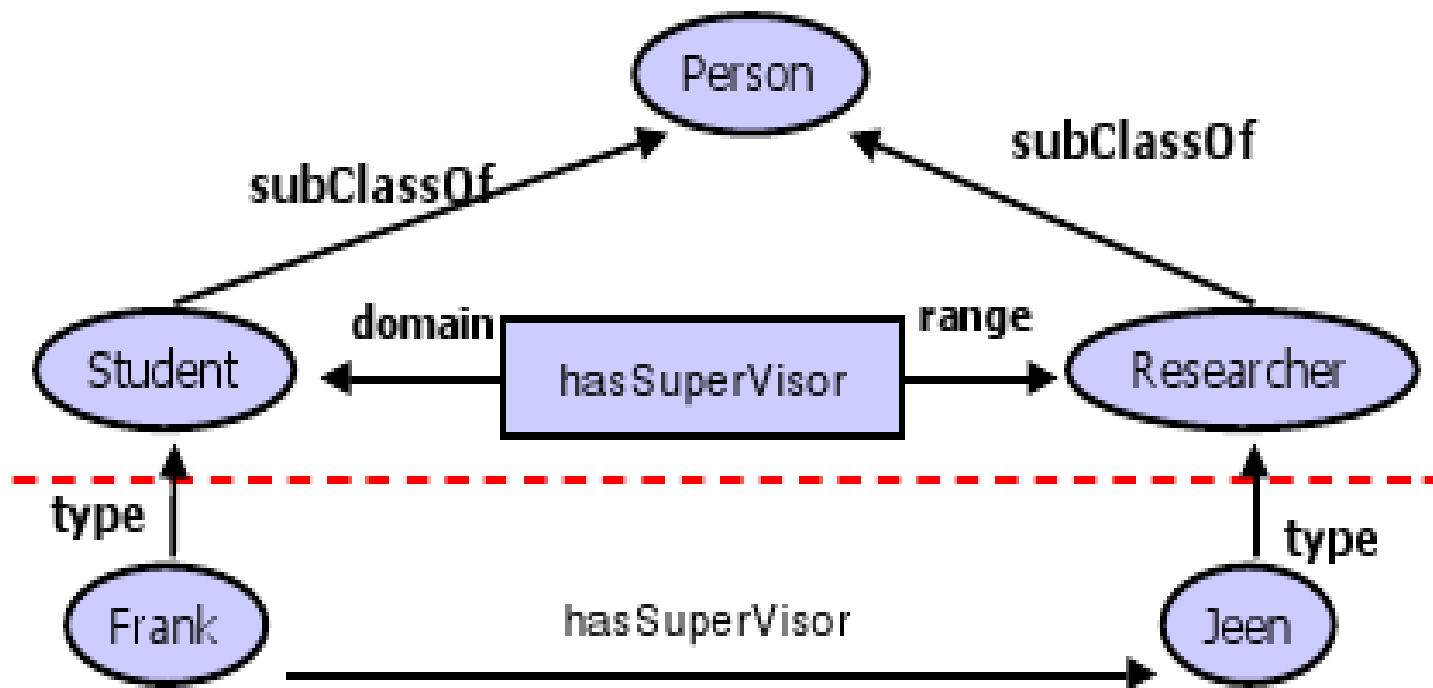 Person
subClassOf
subClassOf
domain
range
Student
hasSuperVisor
Researcher
type
type
Frank
hasSuperVisor
Jeen